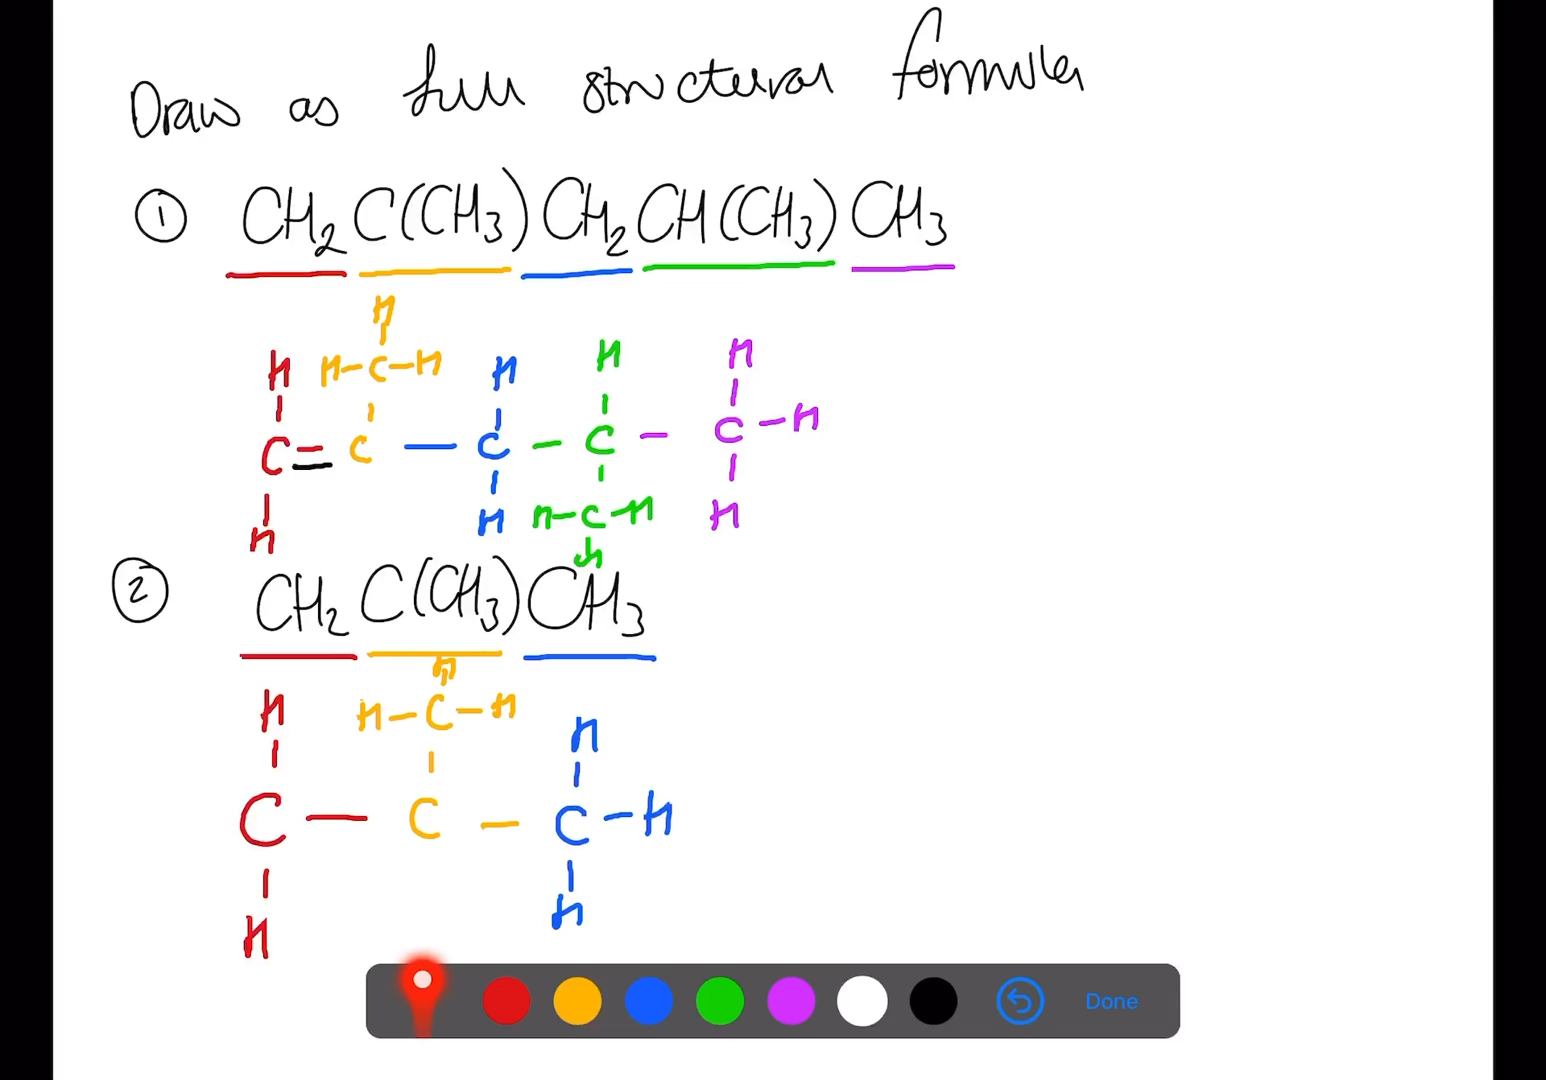 Draw as full structural formula
① CH₂C(CH₃)CH₂CH(CH₃)CH₃
H
H H-C-H H H H
C=C-C-C-C-H
H H H-C-H H
H
② CH₂C(CH₃)CH₃
H
H H-C-H H
C-C-C-H
H H
Done